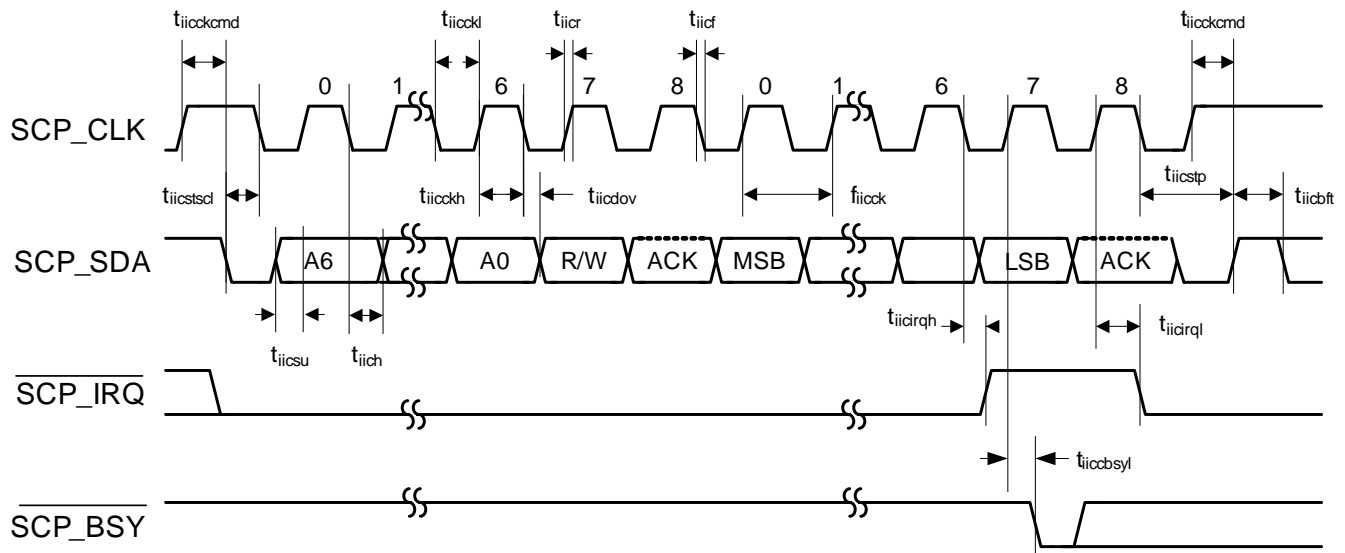 tiicckcmd tiicckl tiicr tiicf tiicckcmd
0 1 6 7 8 0 1 6 7 8
SCP_CLK
tiicstscl tiicckh tiicdov fiicck tiicstp tiicbft
SCP_SDA A6 A0 R/W ACK MSB LSB ACK
tiicsu tiich tiicirqh tiicirql
SCP_IRQ
tiiccbsyl
SCP_BSY